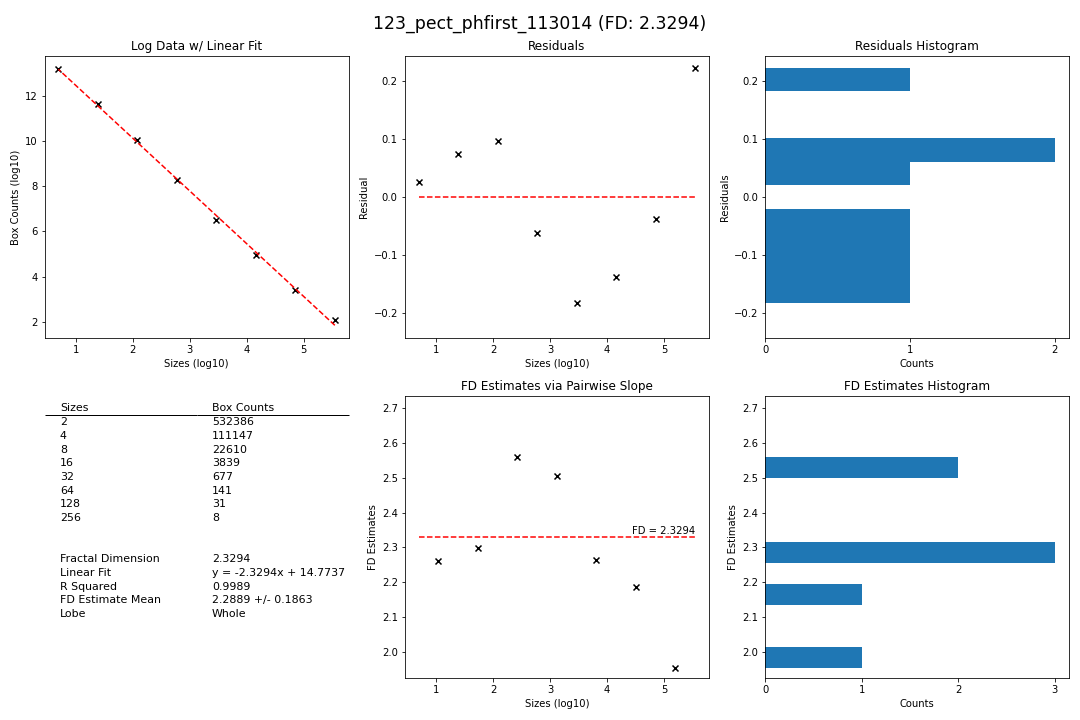 123_pect_phfirst_113014 (FD: 2.3294)
Log Data w/ Linear Fit
Box Counts (log10)
12
10
8
6
4
2
1 2 3 4 5
Sizes (log10)
Residuals
Residual
0.2
0.1
0.0
−0.1
−0.2
1 2 3 4 5
Sizes (log10)
Residuals Histogram
Residuals
0.2
0.1
0.0
−0.1
−0.2
0 1 2
Counts
Sizes Box Counts
2 532386
4 111147
8 22610
16 3839
32 677
64 141
128 31
256 8
Fractal Dimension 2.3294
Linear Fit y = -2.3294x + 14.7737
R Squared 0.9989
FD Estimate Mean 2.2889 +/- 0.1863
Lobe Whole
FD Estimates via Pairwise Slope
FD Estimates
2.7
2.6
2.5
2.4
2.3
2.2
2.1
2.0
FD = 2.3294
1 2 3 4 5
Sizes (log10)
FD Estimates Histogram
FD Estimates
2.7
2.6
2.5
2.4
2.3
2.2
2.1
2.0
0 1 2 3
Counts